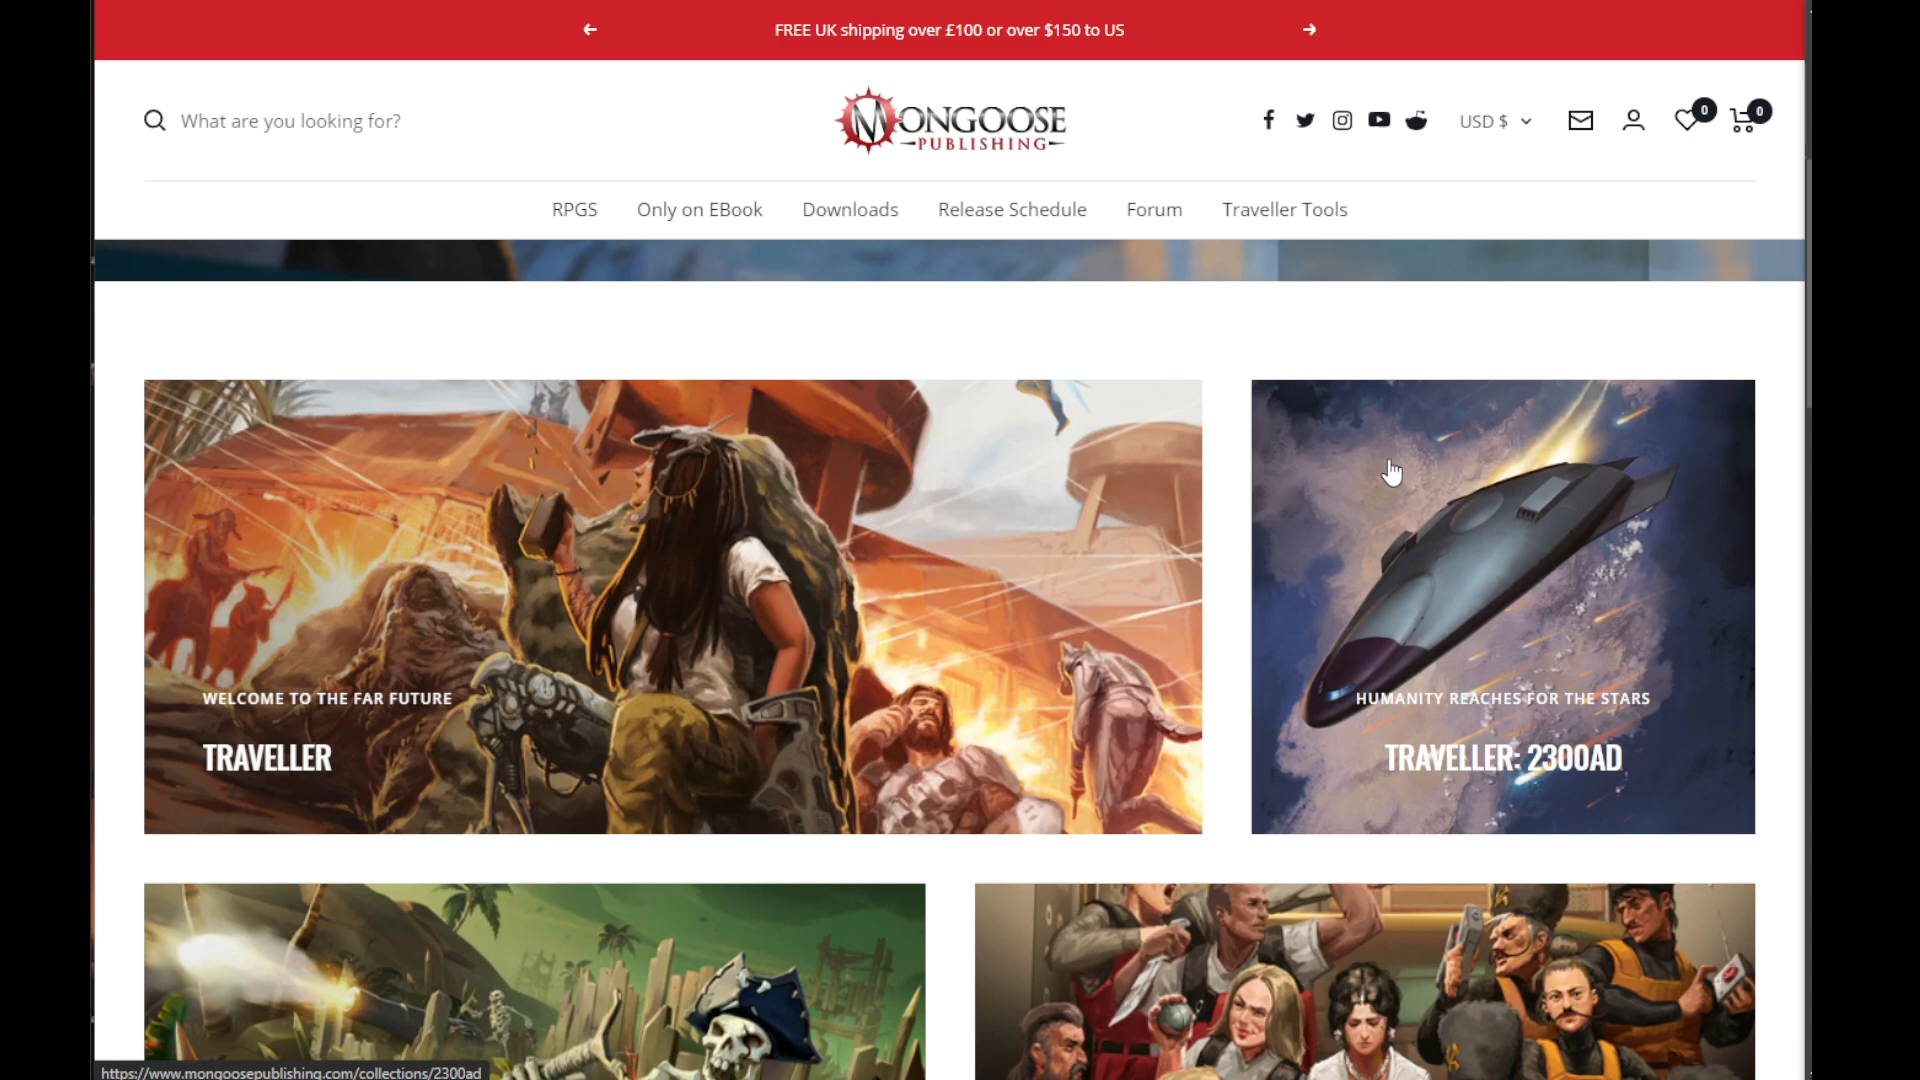 FREE UK shipping over £100 or over $150 to US
What are you looking for?
MONGOOSE
PUBLISHING
USD $
0
0
RPGS
Only on EBook
Downloads
Release Schedule
Forum
Traveller Tools
WELCOME TO THE FAR FUTURE
TRAVELLER
HUMANITY REACHES FOR THE STARS
TRAVELLER: 2300AD
https://www.mongoosepublishing.com/collections/2300ad